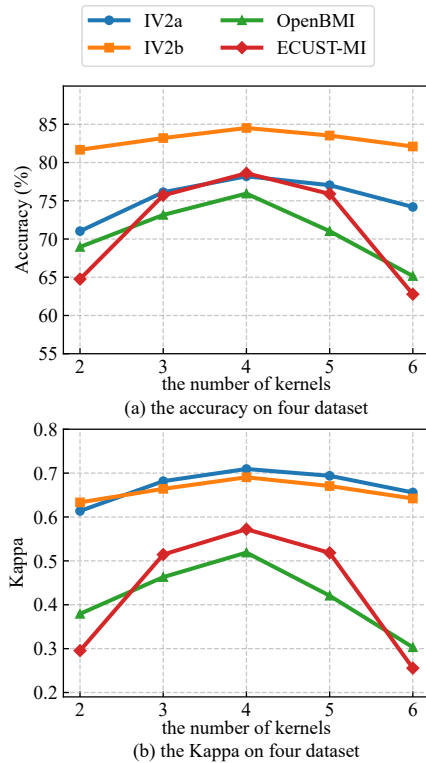 IV2a
OpenBMI
IV2b
ECUST-MI
Accuracy (%)
85
80
75
70
65
60
55
2 3 4 5 6
the number of kernels
(a) the accuracy on four dataset
Kappa
0.8
0.7
0.6
0.5
0.4
0.3
0.2
2 3 4 5 6
the number of kernels
(b) the Kappa on four dataset